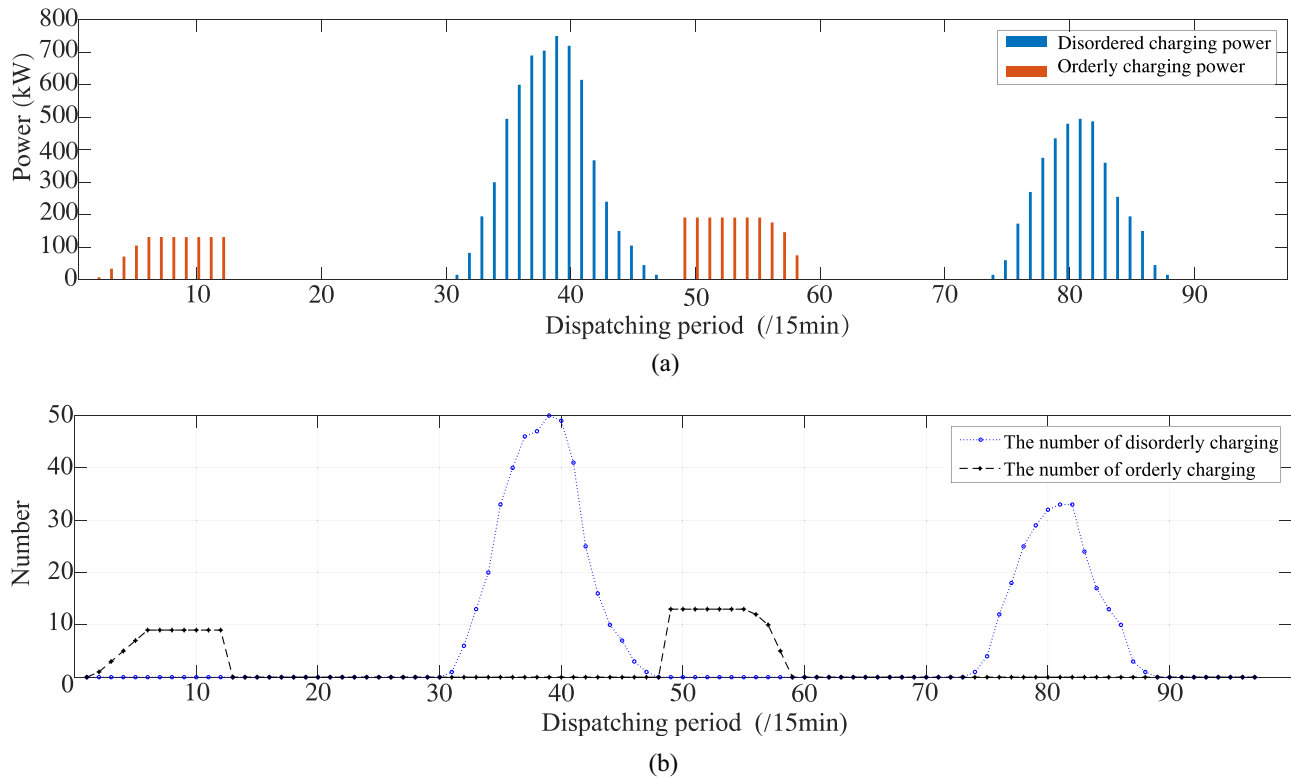 800
700
600
500
400
300
200
100
0
Power (kW)
Disordered charging power
Orderly charging power
10 20 30 40 50 60 70 80 90
Dispatching period (/15min)
(a)
50
40
30
20
10
0
Number
The number of disorderly charging
The number of orderly charging
10 20 30 40 50 60 70 80 90
Dispatching period (/15min)
(b)